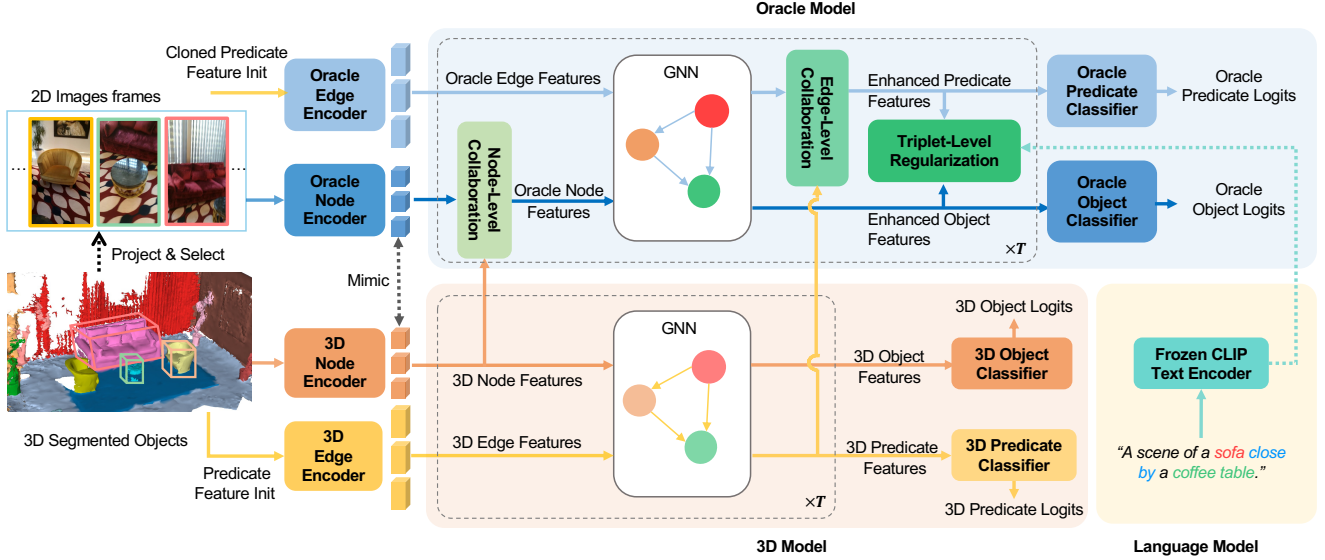 Oracle Model
Cloned Predicate
Feature Init
2D Images frames
...
...
Oracle
Edge
Encoder
Oracle Edge Features
GNN
Edge-Level
Collaboration
Enhanced Predicate
Features
Oracle
Predicate
Classifier
Oracle
Predicate Logits
Triplet-Level
Regularization
Oracle
Node
Encoder
Node-Level
Collaboration
Oracle Node
Features
Enhanced Object
Features
Oracle
Object
Classifier
Oracle
Object Logits
×T
Project & Select
Mimic
3D
Node
Encoder
3D Node Features
GNN
3D Object
Features
3D Object Logits
3D Object
Classifier
Frozen CLIP
Text Encoder
3D Segmented Objects
Predicate
Feature Init
3D
Edge
Encoder
3D Edge Features
3D Predicate
Features
3D Predicate
Classifier
3D Predicate Logits
×T
“A scene of a sofa close
by a coffee table.”
3D Model
Language Model